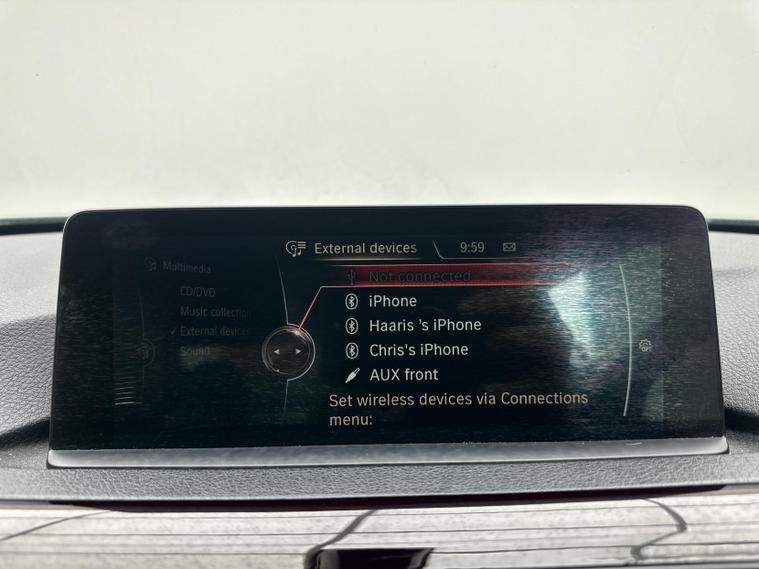 External devices 9:59
Multimedia
CD/DVD
Music collection
External devices
Sound
Not connected
iPhone
Haaris 's iPhone
Chris's iPhone
AUX front
Set wireless devices via Connections
menu: